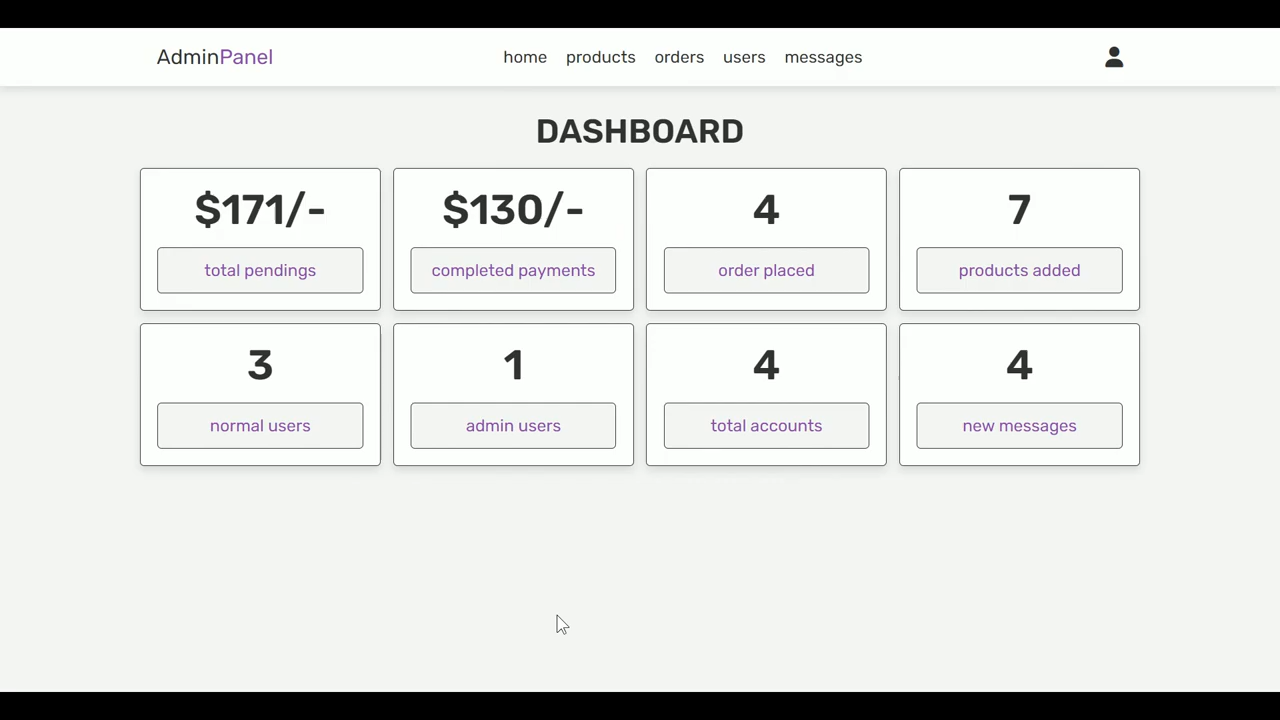 AdminPanel home products orders users messages
DASHBOARD
$171/- $130/- 4 7
total pendings completed payments order placed products added
3 1 4 4
normal users admin users total accounts new messages